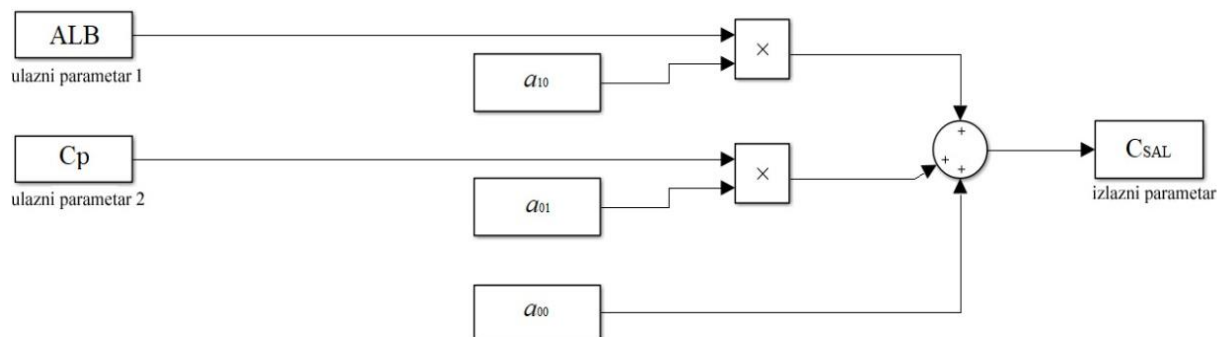 ALB
ulazni parametar 1
×
a10
+
Cp
ulazni parametar 2
×
+
+
CSAL
izlazni parametar
a01
a00